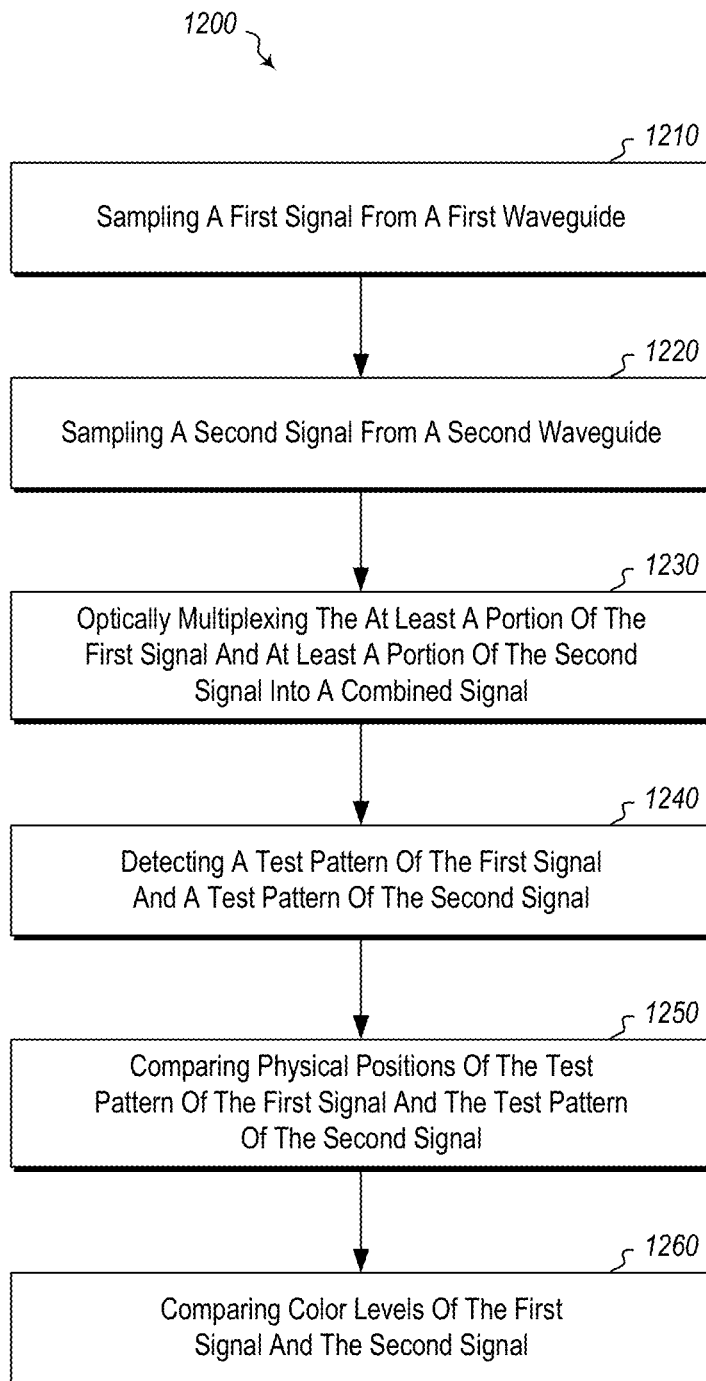 1200
1210
Sampling A First Signal From A First Waveguide
1220
Sampling A Second Signal From A Second Waveguide
1230
Optically Multiplexing The At Least A Portion Of The
First Signal And At Least A Portion Of The Second
Signal Into A Combined Signal
1240
Detecting A Test Pattern Of The First Signal
And A Test Pattern Of The Second Signal
1250
Comparing Physical Positions Of The Test
Pattern Of The First Signal And The Test Pattern
Of The Second Signal
1260
Comparing Color Levels Of The First
Signal And The Second Signal